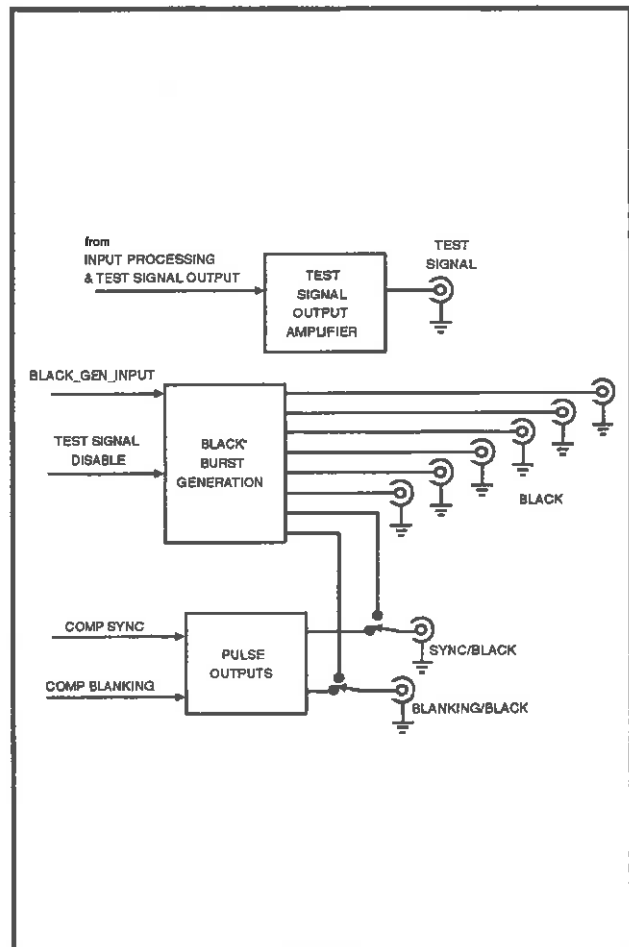 from
INPUT PROCESSING
& TEST SIGNAL OUTPUT
TEST
SIGNAL
OUTPUT
AMPLIFIER
TEST
SIGNAL
BLACK_GEN_INPUT
TEST SIGNAL
DISABLE
BLACK
BURST
GENERATION
BLACK
COMP SYNC
COMP BLANKING
PULSE
OUTPUTS
SYNC/BLACK
BLANKING/BLACK